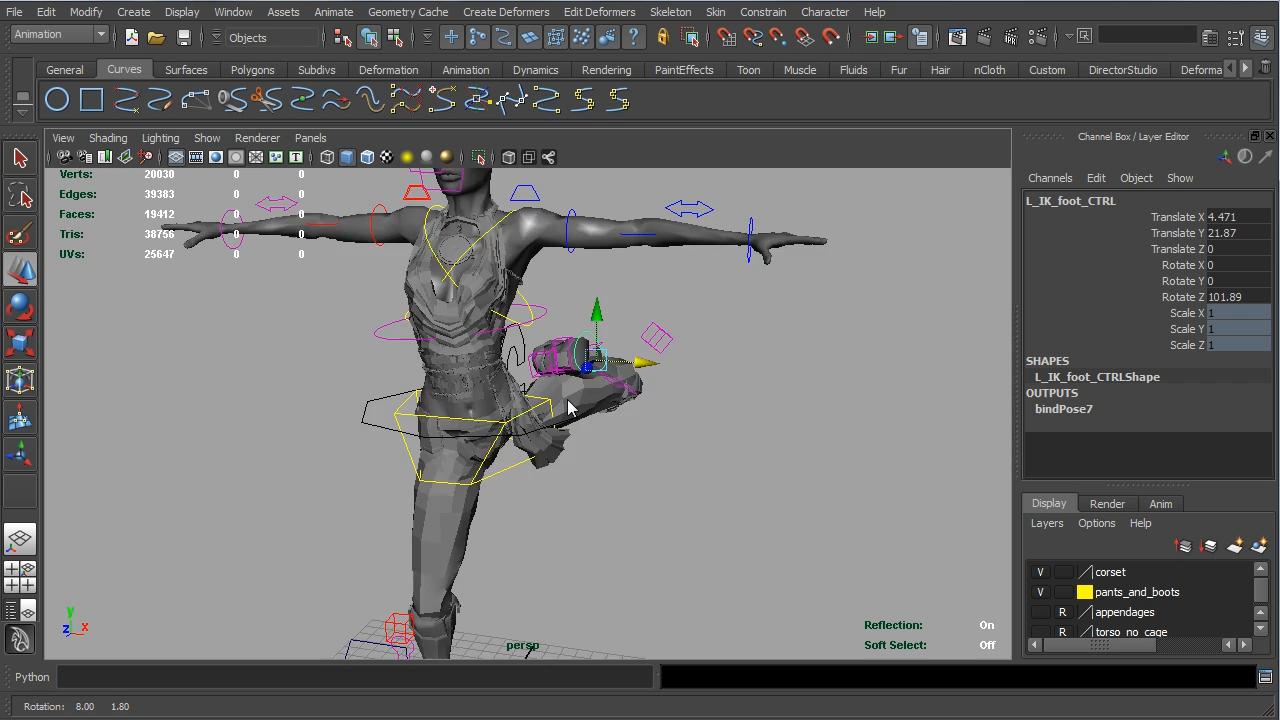 File Edit Modify Create Display Window Assets Animate Geometry Cache Create Deformers Edit Deformers Skeleton Skin Constrain Character Help
Animation Objects
General Curves Surfaces Polygons Subdivs Deformation Animation Dynamics Rendering PaintEffects Toon Muscle Fluids Fur Hair nCloth Custom DirectorStudio Deforma
View Shading Lighting Show Renderer Panels
Channel Box / Layer Editor
Channels Edit Object Show
Verts: 20030 0 0
Edges: 39383 0 0
Faces: 19412 0 0
Tris: 38756 0 0
UVs: 25647 0 0
L_IK_foot_CTRL
Translate X 4.471
Translate Y 21.87
Translate Z 0
Rotate X 0
Rotate Y 0
Rotate Z 101.89
Scale X 1
Scale Y 1
Scale Z 1
SHAPES
L_IK_foot_CTRLShape
OUTPUTS
bindPose7
Display Render Anim
Layers Options Help
V corset
V pants_and_boots
R appendages
R torso_no_cage
Reflection: On
Soft Select: Off
persp
y
z x
Python
Rotation: 8.00 1.80